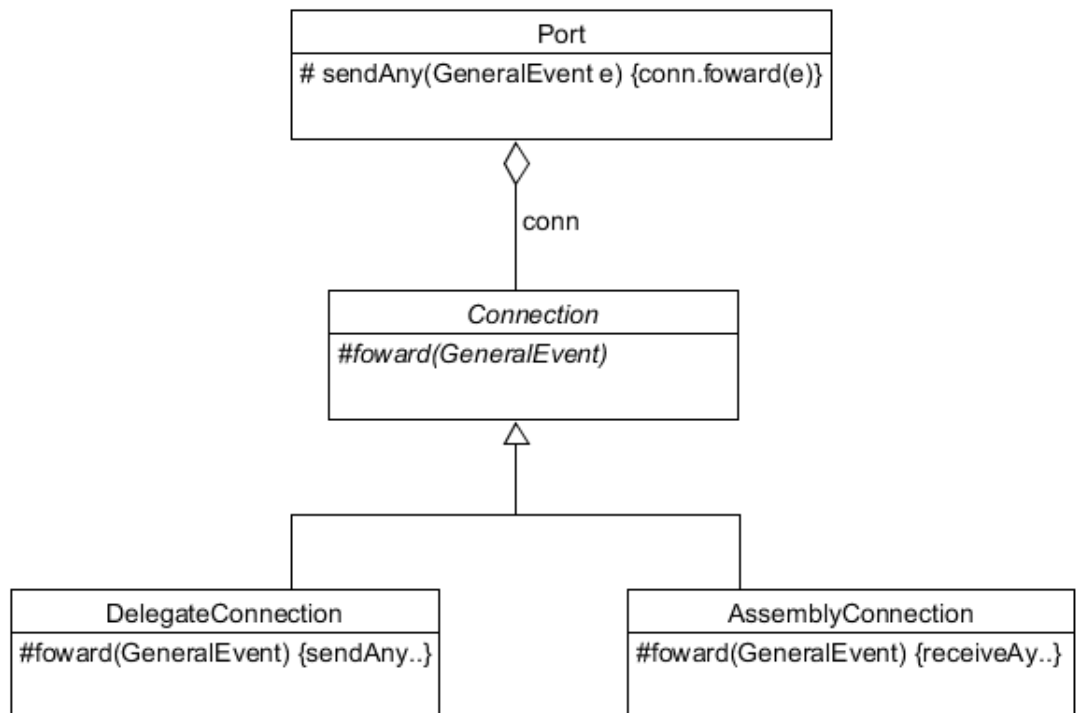 Port
# sendAny(GeneralEvent e) {conn.foward(e)}
conn
Connection
#foward(GeneralEvent)
DelegateConnection
#foward(GeneralEvent) {sendAny..}
AssemblyConnection
#foward(GeneralEvent) {receiveAy..}